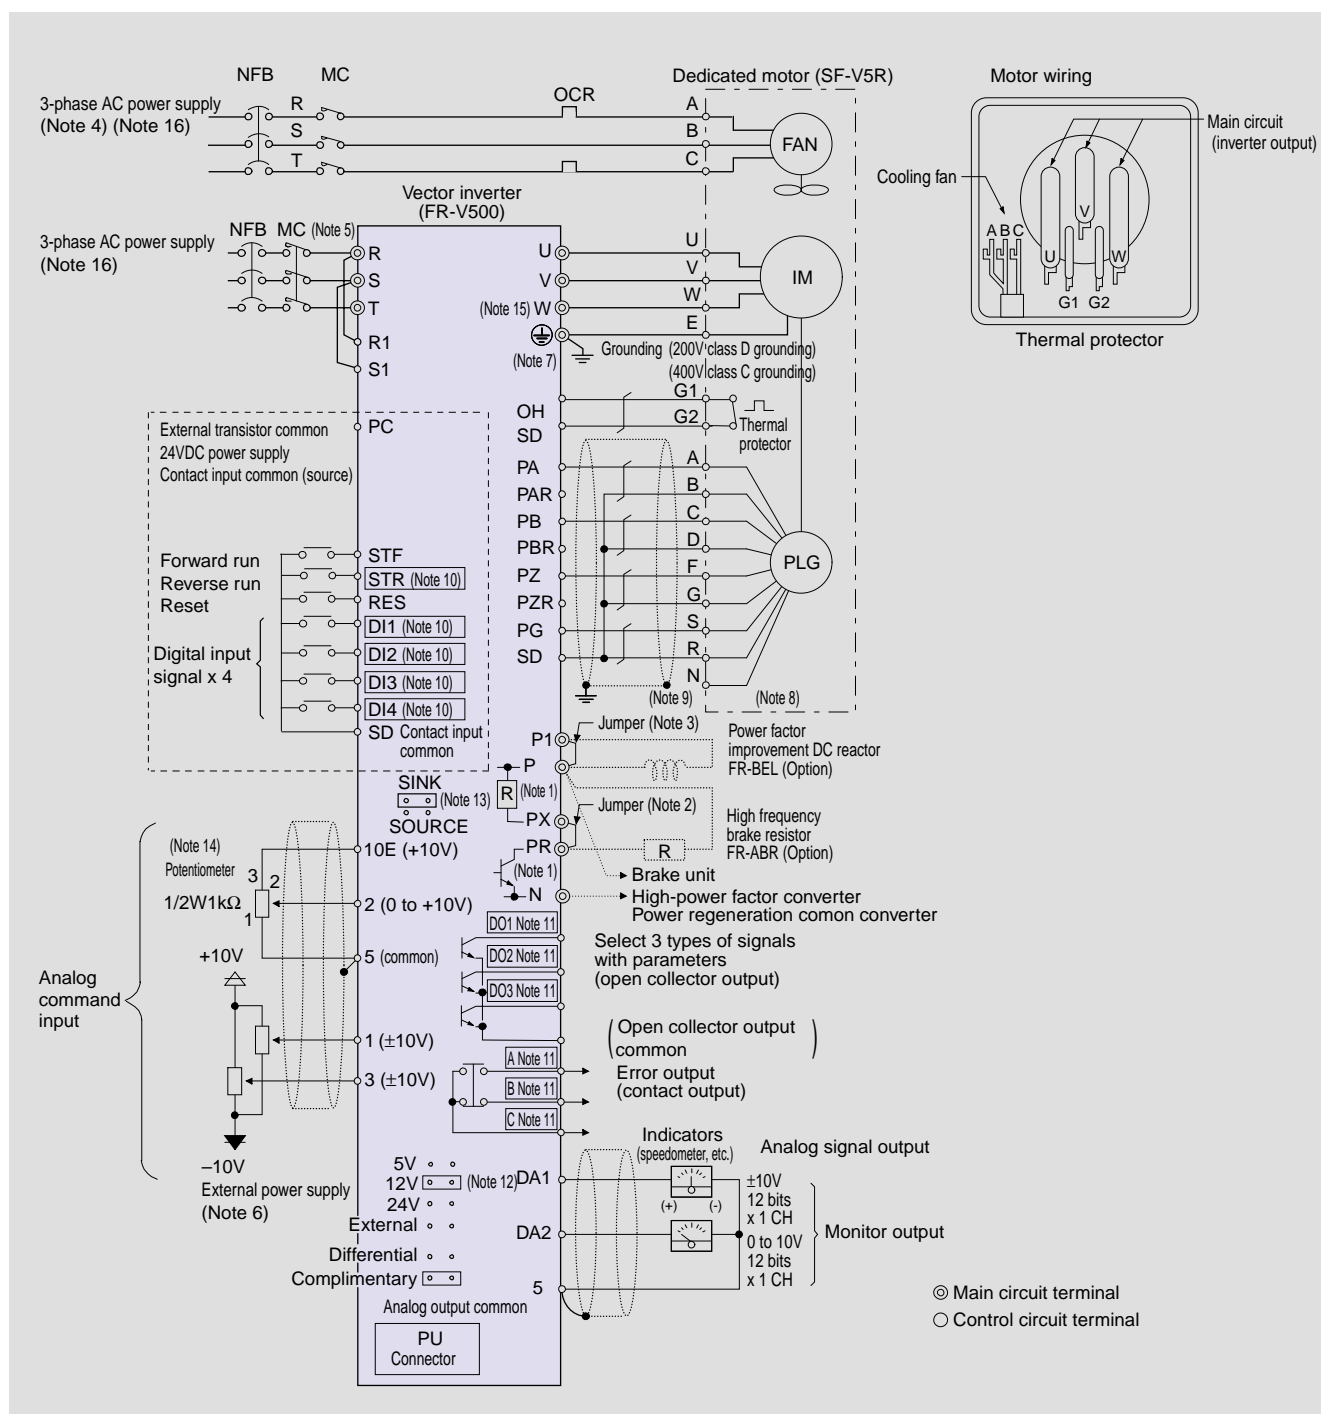 NFB MC
Dedicated motor (SF-V5R)
Motor wiring
3-phase AC power supply
(Note 4) (Note 16)
R
S
T
OCR
A
B
C
FAN
Main circuit
(inverter output)
Cooling fan
A B C
U
V
W
G1 G2
Thermal protector
Vector inverter
(FR-V500)
NFB MC (Note 5)
3-phase AC power supply
(Note 16)
R
S
T
R1
S1
U
V
(Note 15) W
(Note 7)
U
V
W
E
IM
Grounding (200V class D grounding)
(400V class C grounding)
OH
SD
G1
G2
Thermal
protector
External transistor common
24VDC power supply
Contact input common (source)
PC
PA
PAR
PB
PBR
PZ
PZR
PG
SD
A
B
C
D
F
G
S
R
N
PLG
(Note 9)
(Note 8)
Forward run
Reverse run
Reset
Digital input
signal x 4
STF
STR (Note 10)
RES
DI1 (Note 10)
DI2 (Note 10)
DI3 (Note 10)
DI4 (Note 10)
SD Contact input
common
SINK
(Note 13)
SOURCE
P1
P
R (Note 1)
PX
PR
(Note 1)
N
Jumper (Note 3)
Power factor
improvement DC reactor
FR-BEL (Option)
Jumper (Note 2)
High frequency
brake resistor
FR-ABR (Option)
R
Brake unit
High-power factor converter
Power regeneration comon converter
Analog
command
input
(Note 14)
Potentiometer
3
2
1/2W1kΩ
1
+10V
–10V
External power supply
(Note 6)
10E (+10V)
2 (0 to +10V)
5 (common)
1 (±10V)
3 (±10V)
DO1 Note 11
DO2 Note 11
DO3 Note 11
Select 3 types of signals
with parameters
(open collector output)
(Open collector output
common)
A Note 11
B Note 11
C Note 11
Error output
(contact output)
5V
12V (Note 12)
24V
External
Differential
Complimentary
Analog output common
PU
Connector
DA1
DA2
5
Indicators
(speedometer, etc.)
(+) (-)
Analog signal output
±10V
12 bits
x 1 CH
0 to 10V
12 bits
x 1 CH
Monitor output
Main circuit terminal
Control circuit terminal